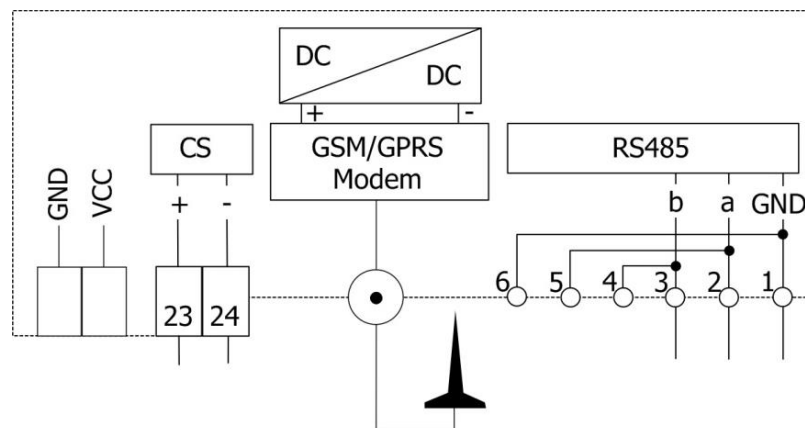 DC
DC
+ -
CS
GSM/GPRS
Modem
RS485
GND
VCC
+ -
b a GND
6 5 4 3 2 1
23 24